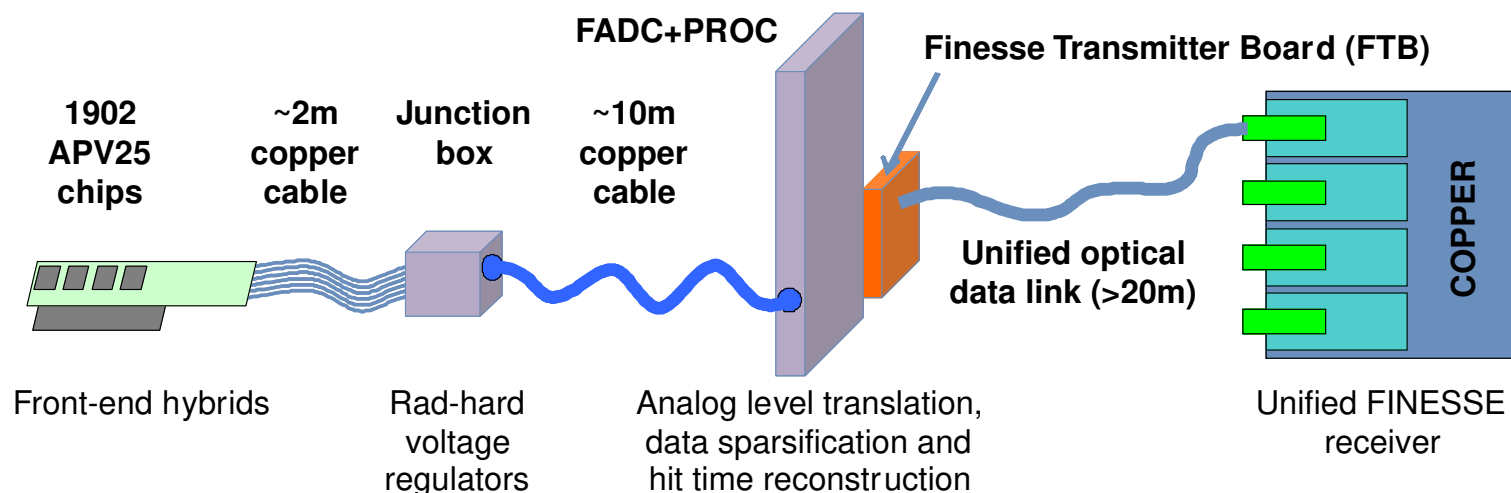 FADC+PROC
Finesse Transmitter Board (FTB)
1902
APV25
chips
~2m
copper
cable
Junction
box
~10m
copper
cable
Unified optical
data link (>20m)
COPPER
Front-end hybrids
Rad-hard
voltage
regulators
Analog level translation,
data sparsification and
hit time reconstruction
Unified FINESSE
receiver